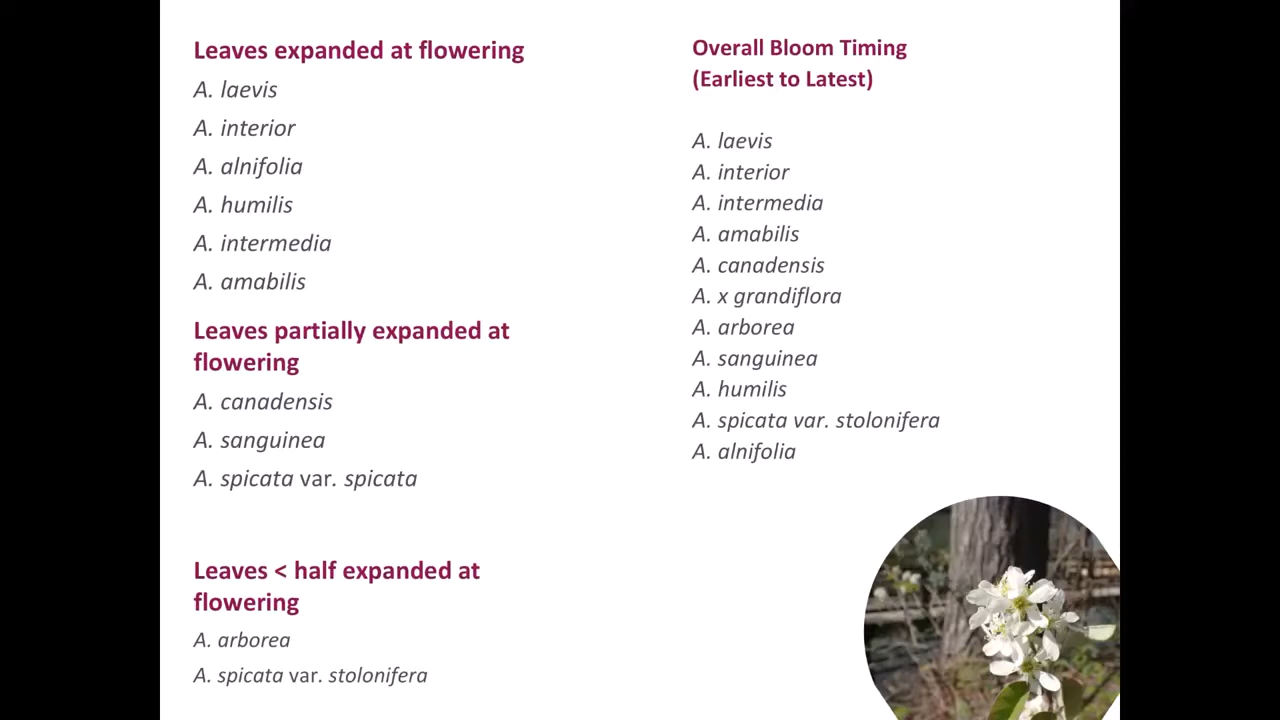 Leaves expanded at flowering
A. laevis
A. interior
A. alnifolia
A. humilis
A. intermedia
A. amabilis
Leaves partially expanded at
flowering
A. canadensis
A. sanguinea
A. spicata var. spicata
Leaves < half expanded at
flowering
A. arborea
A. spicata var. stolonifera
Overall Bloom Timing
(Earliest to Latest)
A. laevis
A. interior
A. intermedia
A. amabilis
A. canadensis
A. x grandiflora
A. arborea
A. sanguinea
A. humilis
A. spicata var. stolonifera
A. alnifolia